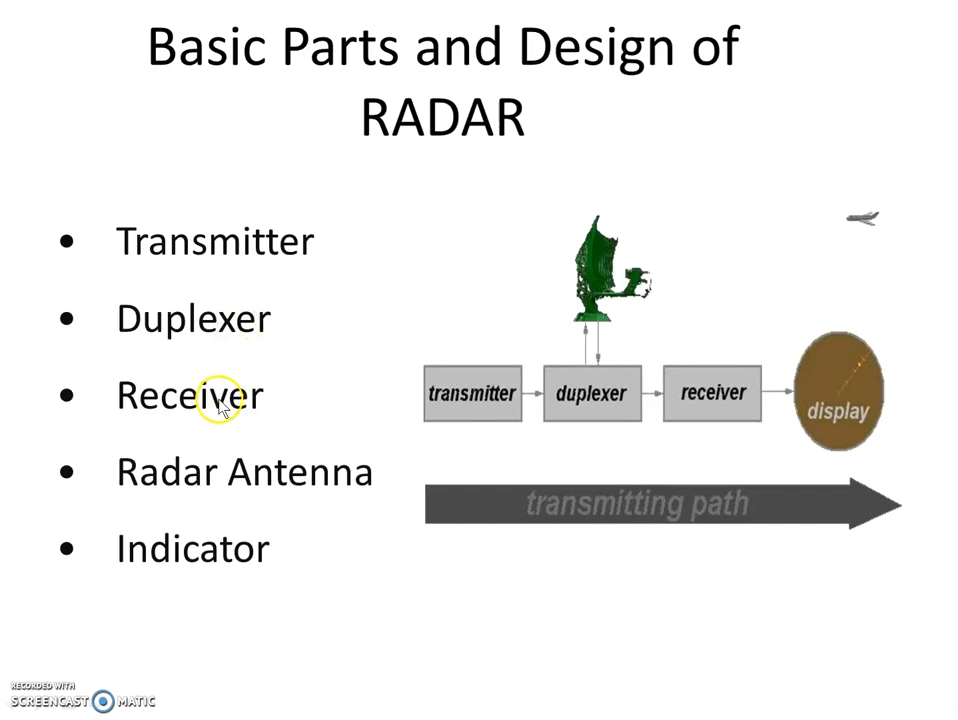 Basic Parts and Design of
RADAR
• Transmitter
• Duplexer
• Receiver
• Radar Antenna
• Indicator
transmitter
duplexer
receiver
display
transmitting path
RECORDED WITH
SCREENCAST MATIC